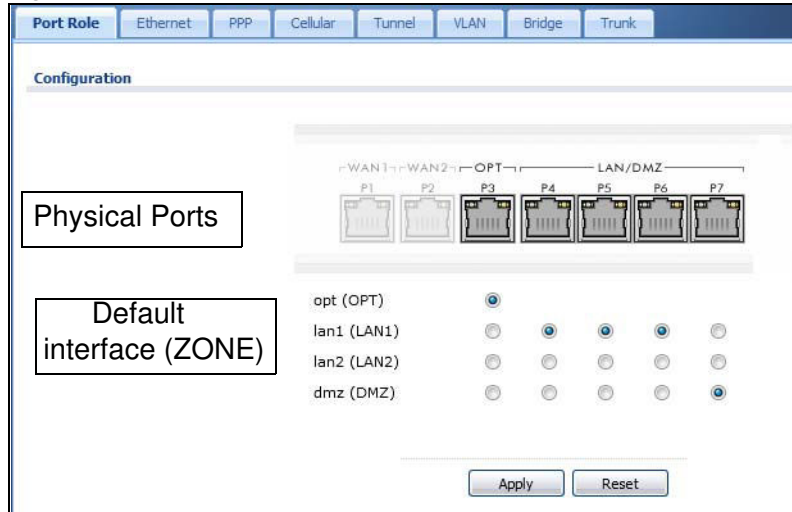 Port Role Ethernet PPP Cellular Tunnel VLAN Bridge Trunk
Configuration
WAN1 WAN2 OPT LAN/DMZ
P1 P2 P3 P4 P5 P6 P7
Physical Ports
Default
interface (ZONE)
opt (OPT)
lan1 (LAN1)
lan2 (LAN2)
dmz (DMZ)
Apply Reset